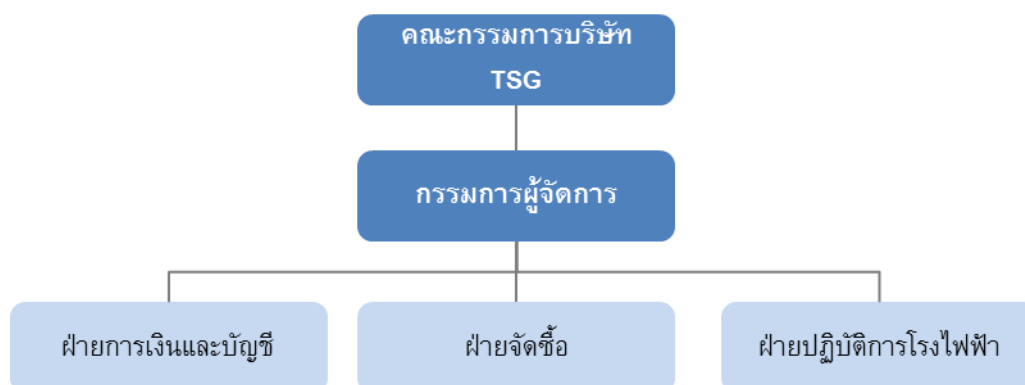 คณะกรรมการบริษัท
TSG
กรรมการผู้จัดการ
ฝ่ายการเงินและบัญชี
ฝ่ายจัดซื้อ
ฝ่ายปฏิบัติการโรงไฟฟ้า